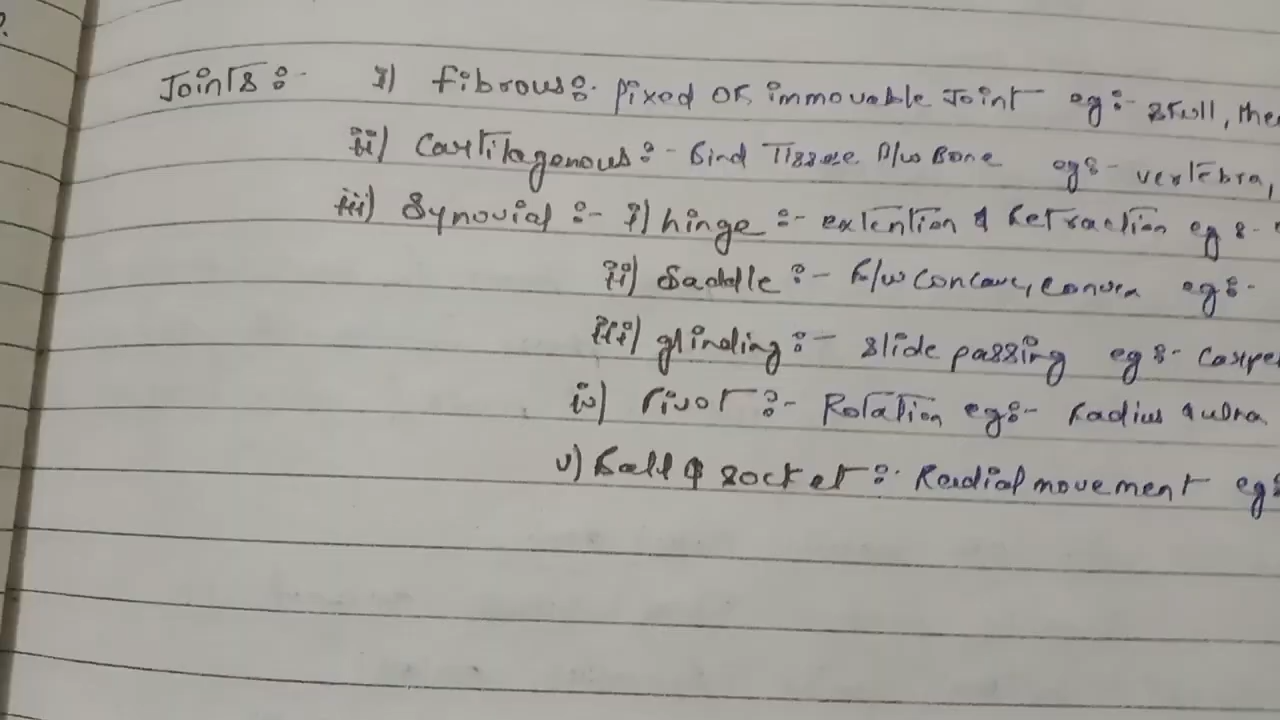 Joints :- i) fibrous :- fixed or immovable Joint eg :- skull, the
ii) Cartilagenous :- Bind Tissue b/w Bone eg :- vertebra,
iii) Synovial :- i) hinge :- extention & Retraction eg :-
ii) Saddle :- b/w concave, convex eg :-
iii) glinding :- slide passing eg :- carpe
iv) Pivot :- Rotation eg :- Radius & ulna
v) Ball & socket :- Radial movement eg :